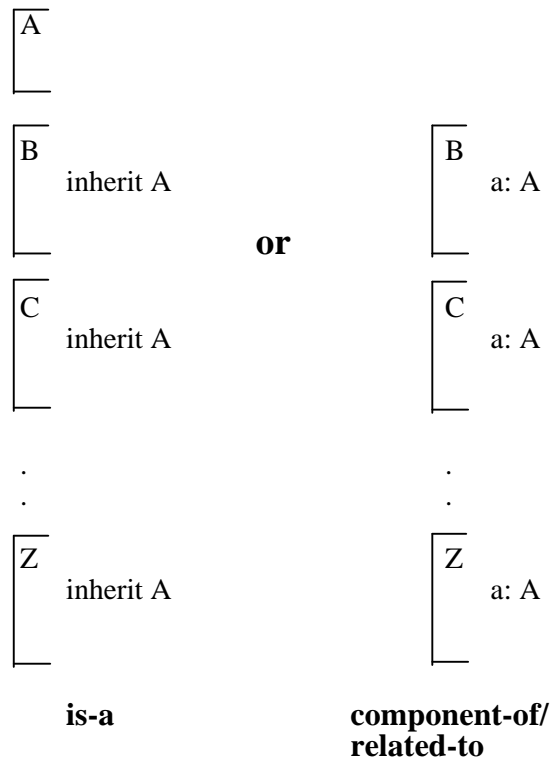 A
B
inherit A
or
B
a: A
C
inherit A
C
a: A
.
.
.
.
Z
inherit A
Z
a: A
is-a
component-of/
related-to